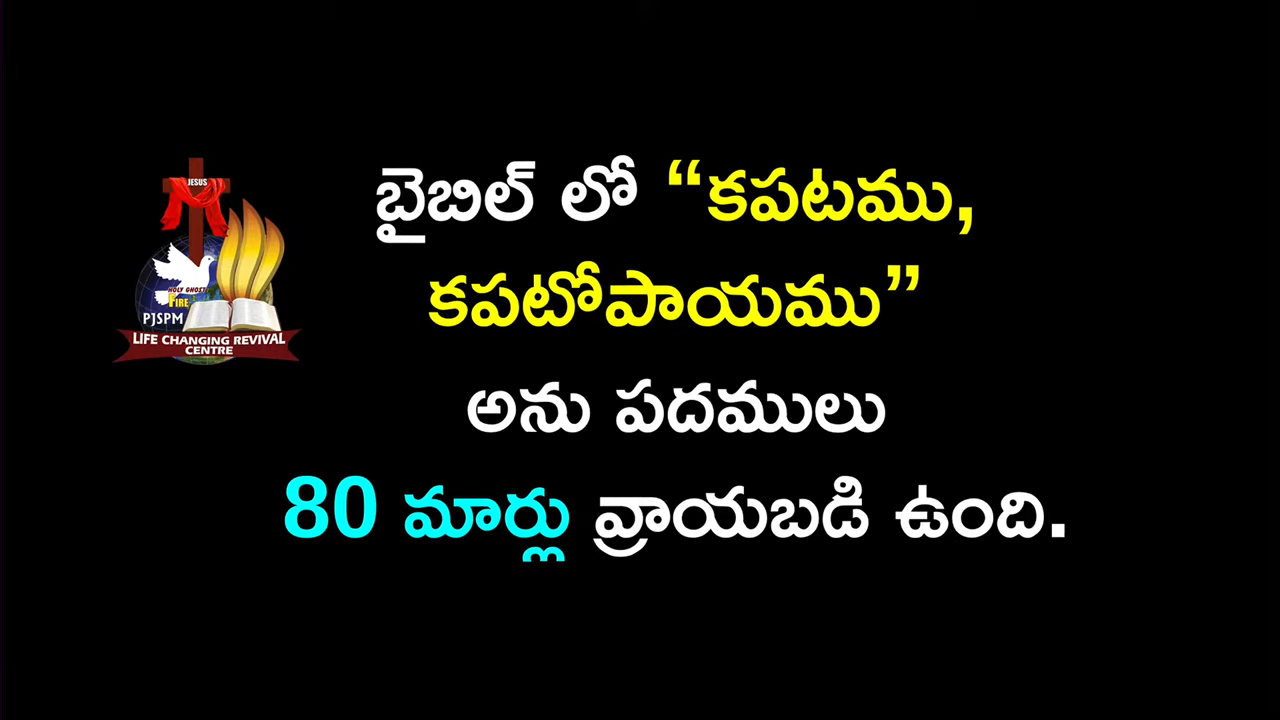 JESUS
HOLY GHOST
FIRE
PJSPM
LIFE CHANGING REVIVAL
CENTRE
బైబిల్ లో “కపటము,
కపటోపాయము”
అను పదములు
80 మార్లు వ్రాయబడి ఉంది.